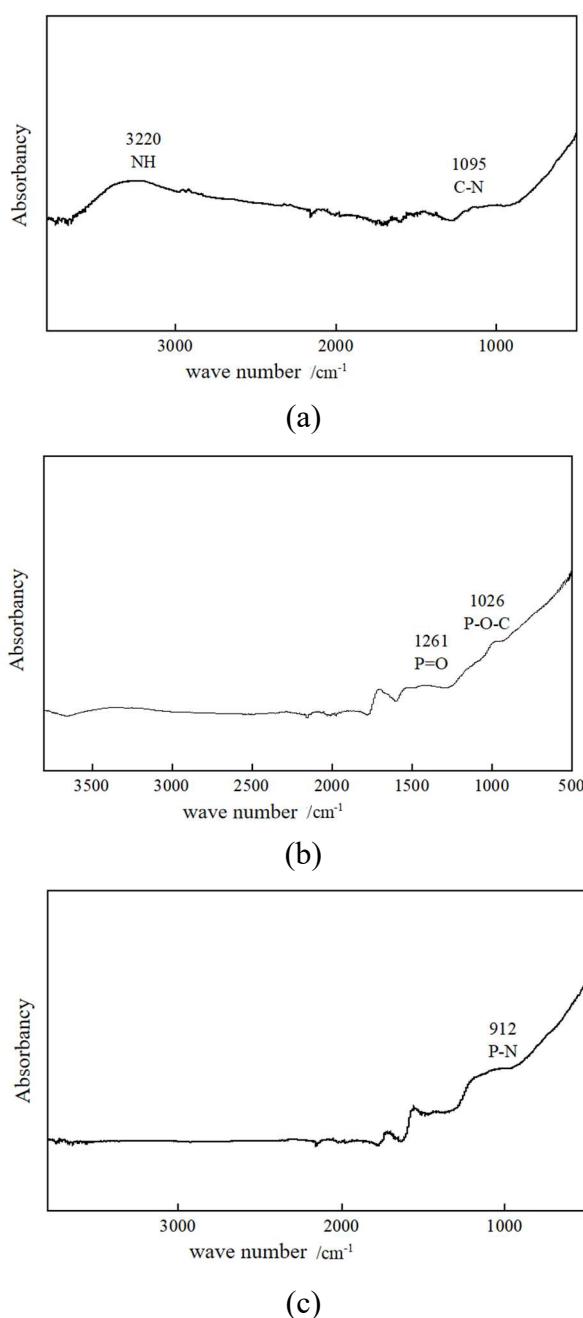 3220
NH
1095
C-N
Absorbancy
3000
2000
1000
wave number /cm⁻¹
(a)
1026
P-O-C
1261
P=O
Absorbancy
3500
3000
2500
2000
1500
1000
500
wave number /cm⁻¹
(b)
912
P-N
Absorbancy
3000
2000
1000
wave number /cm⁻¹
(c)